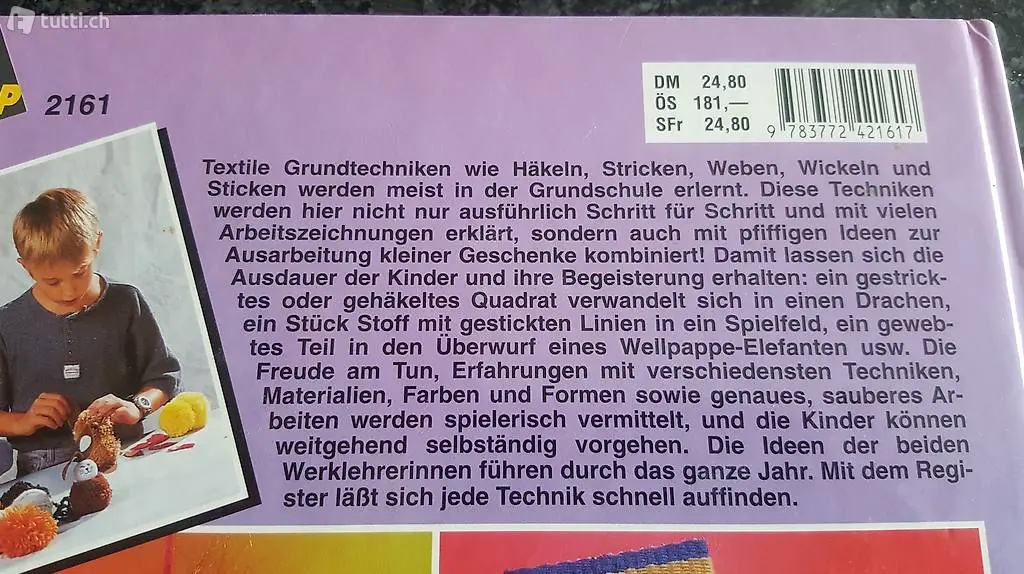 tutti.ch
P
2161
DM 24,80
ÖS 181,—
SFr 24,80
9 783772 421617
Textile Grundtechniken wie Häkeln, Stricken, Weben, Wickeln und
Sticken werden meist in der Grundschule erlernt. Diese Techniken
werden hier nicht nur ausführlich Schritt für Schritt und mit vielen
Arbeitszeichnungen erklärt, sondern auch mit pfiffigen Ideen zur
Ausarbeitung kleiner Geschenke kombiniert! Damit lassen sich die
Ausdauer der Kinder und ihre Begeisterung erhalten: ein gestrick-
tes oder gehäkeltes Quadrat verwandelt sich in einen Drachen,
ein Stück Stoff mit gestickten Linien in ein Spielfeld, ein geweb-
tes Teil in den Überwurf eines Wellpappe-Elefanten usw. Die
Freude am Tun, Erfahrungen mit verschiedensten Techniken,
Materialien, Farben und Formen sowie genaues, sauberes Ar-
beiten werden spielerisch vermittelt, und die Kinder können
weitgehend selbständig vorgehen. Die Ideen der beiden
Werklehrerinnen führen durch das ganze Jahr. Mit dem Regi-
ster läßt sich jede Technik schnell auffinden.